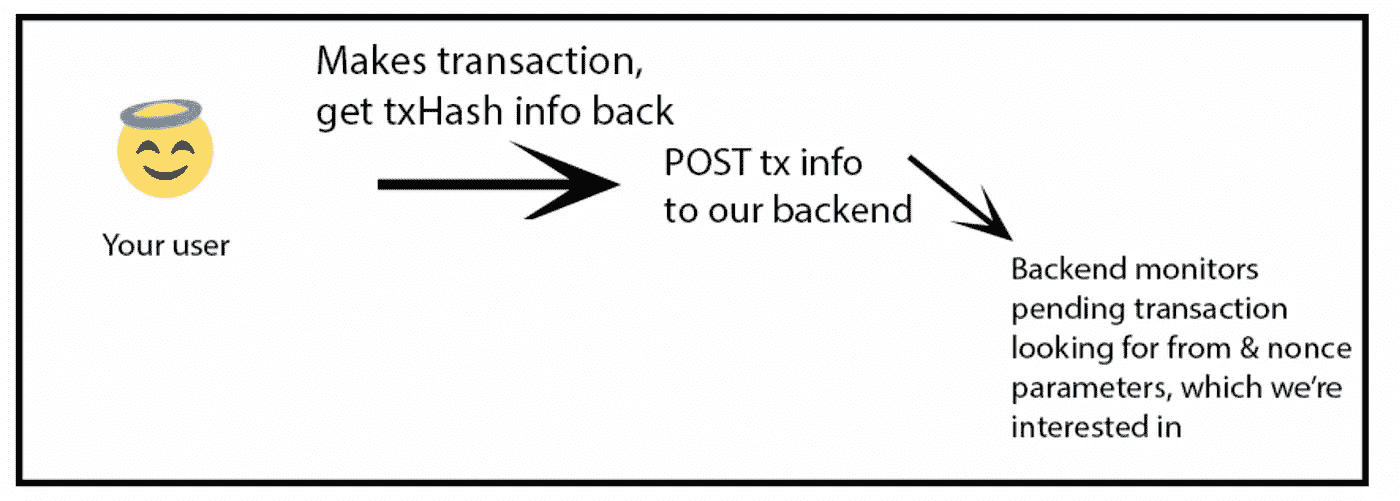 Makes transaction,
get txHash info back
Your user
POST tx info
to our backend
Backend monitors
pending transaction
looking for from & nonce
parameters, which we're
interested in